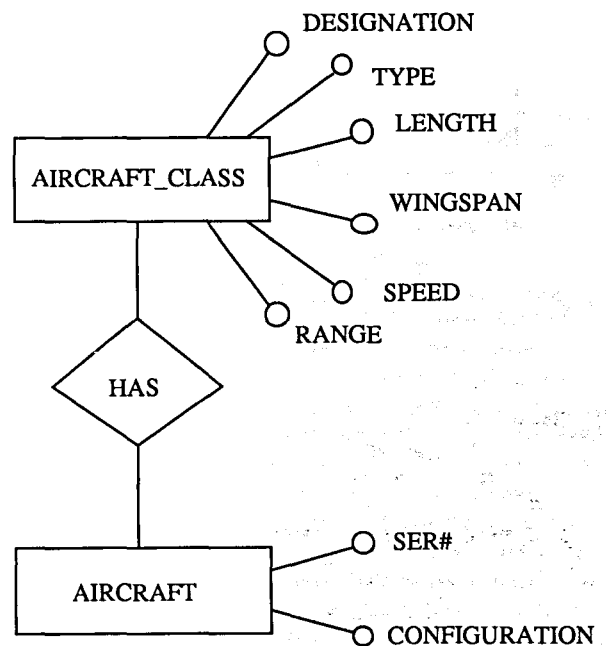 DESIGNATION
TYPE
LENGTH
AIRCRAFT_CLASS
WINGSPAN
SPEED
RANGE
HAS
SER#
AIRCRAFT
CONFIGURATION